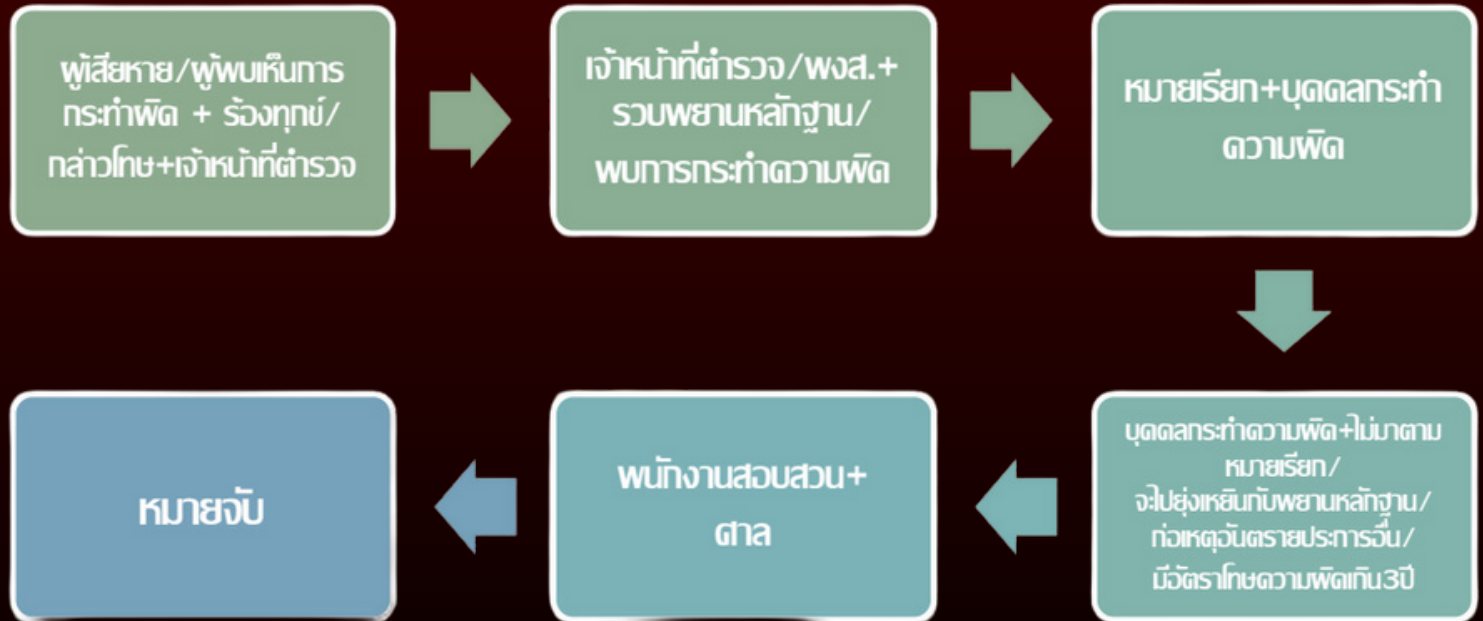 ผู้เสียหาย/ผู้พบเห็นการ
กระทำผิด + ร้องทุกข์/
กล่าวโทษ+เจ้าหน้าที่ตำรวจ
เจ้าหน้าที่ตำรวจ/พงส.+
รวบพยานหลักฐาน/
พบการกระทำความผิด
หมายเรียก+บุคคลกระทำ
ความผิด
บุคคลกระทำความผิด+ไม่มาตาม
หมายเรียก/
จะไปยุ่งเหยินกับพยานหลักฐาน/
ก่อเหตุอันตรายประการอื่น/
มีอัตราโทษความผิดเกิน3ปี
พนักงานสอบสวน+
ศาล
หมายจับ